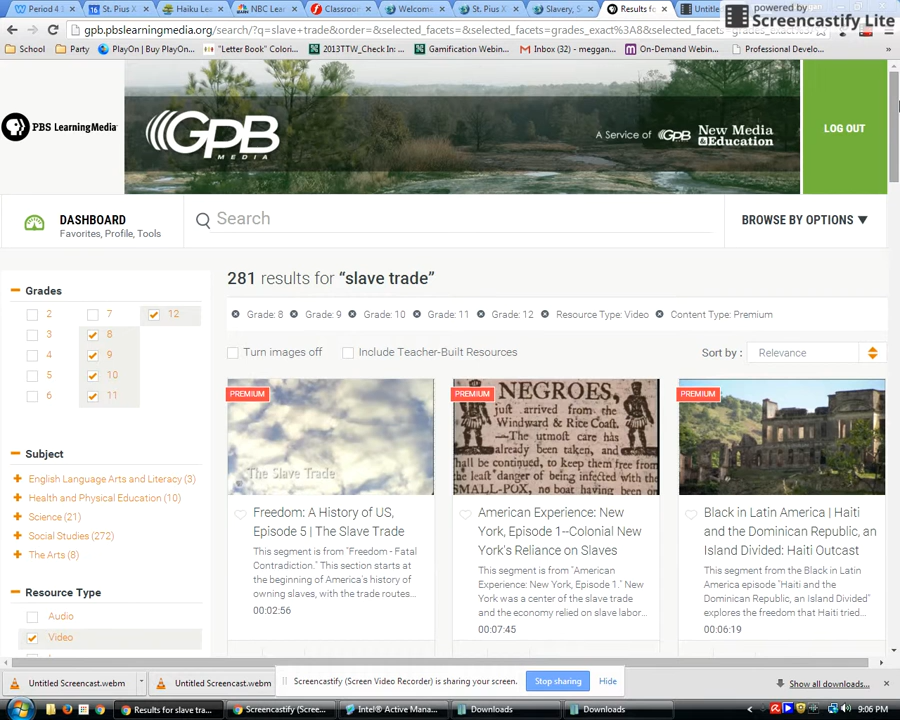 Period 4
St. Pius X
Haiku Le
NBC Lea
Classroon
Welcome
St. Pius X
Slavery, S
Results fo
Untitle
powered by
Screencastify Lite
gpb.pbslearningmedia.org/search/?q=slave+trade&order=&selected_facets=&selected_facets=grades_exact%3A8&selected_facets=grades_exact
School
Party
PlayOn | Buy PlayOn...
"Letter Book" Colori...
2013TTW_Check In: ...
Gamification Webinar...
Inbox (32) - meggan....
On-Demand Webin...
Professional Develo...
»
PBS LearningMedia
GPB
MEDIA
A Service of GPB New Media
MEDIA & Education
LOG OUT
DASHBOARD
Favorites, Profile, Tools
Search
BROWSE BY OPTIONS ▼
281 results for “slave trade”
Grades
Grade: 8 Grade: 9 Grade: 10 Grade: 11 Grade: 12 Resource Type: Video Content Type: Premium
2 7 12
3 8
4 9
5 10
6 11
Turn images off
Include Teacher-Built Resources
Sort by : Relevance
Subject
English Language Arts and Literacy (3)
Health and Physical Education (10)
Science (21)
Social Studies (272)
The Arts (8)
Resource Type
Audio
Video
PREMIUM
The Slave Trade
Freedom: A History of US,
Episode 5 | The Slave Trade
This segment is from "Freedom - Fatal
Contradiction." This section starts at
the beginning of America's history of
owning slaves, with the trade routes...
00:02:56
PREMIUM
NEGROES,
just arrived from the
Windward & Rice Coast.
—The utmost care has
already been taken, and
shall be continued, to keep them free from
the least danger of being infected with the
SMALL-POX, no boat having been
American Experience: New
York, Episode 1--Colonial New
York's Reliance on Slaves
This segment is from "American
Experience: New York, Episode 1." New
York was a center of the slave trade
and the economy relied on slave labor...
00:07:45
PREMIUM
Black in Latin America | Haiti
and the Dominican Republic, an
Island Divided: Haiti Outcast
This segment from the Black in Latin
America episode "Haiti and the
Dominican Republic, an Island Divided"
explores the freedom that Haiti tried...
00:06:19
Untitled Screencast.webm
Untitled Screencast.webm
Screencastify (Screen Video Recorder) is sharing your screen.
Stop sharing
Hide
Show all downloads...
Results for slave tra...
Screencastify (Scree...
Intel® Active Mana...
Downloads
Downloads
9:06 PM